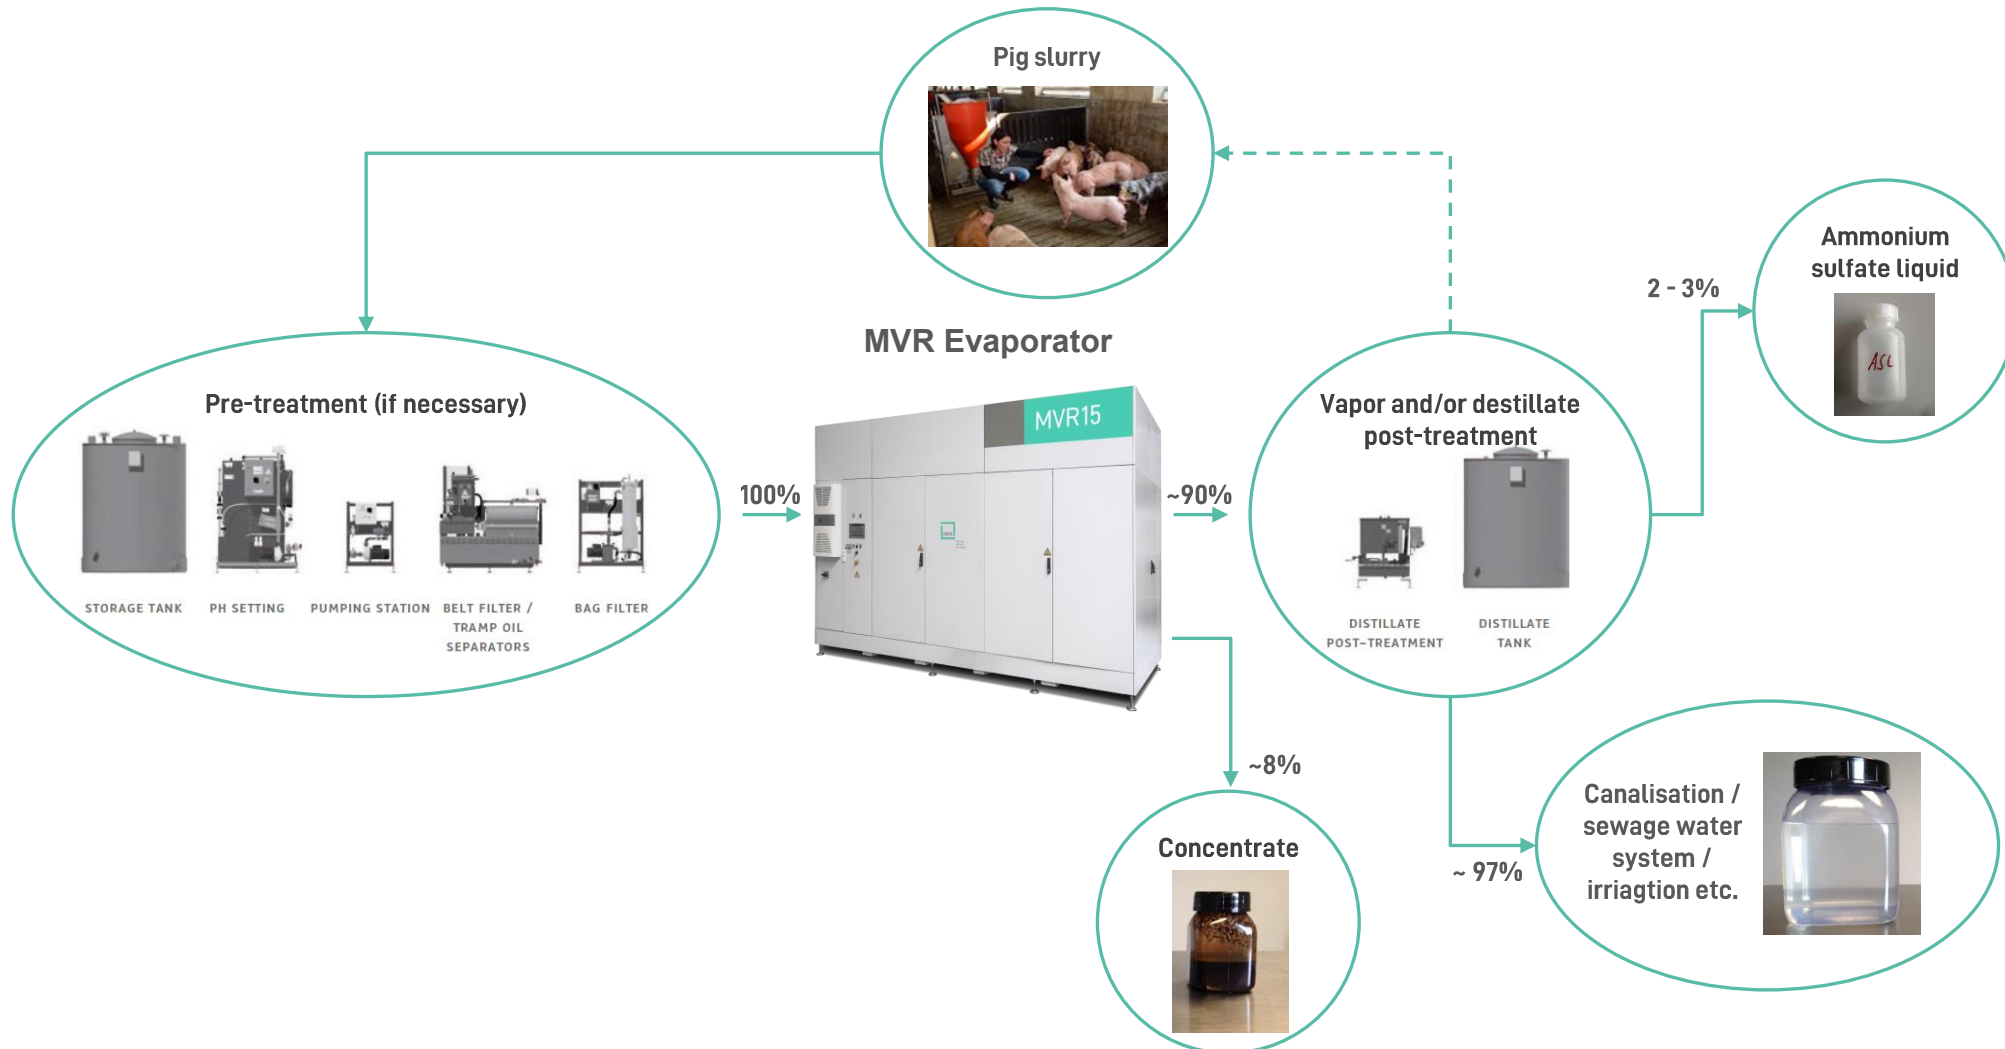 Pig slurry
Ammonium
sulfate liquid
ASL
2 - 3%
MVR Evaporator
Pre-treatment (if necessary)
STORAGE TANK
PH SETTING
PUMPING STATION
BELT FILTER /
TRAMP OIL
SEPARATORS
BAG FILTER
100%
MVR15
~90%
Vapor and/or destillate
post-treatment
DISTILLATE
POST-TREATMENT
DISTILLATE
TANK
~8%
Concentrate
~ 97%
Canalisation /
sewage water
system /
irriagtion etc.